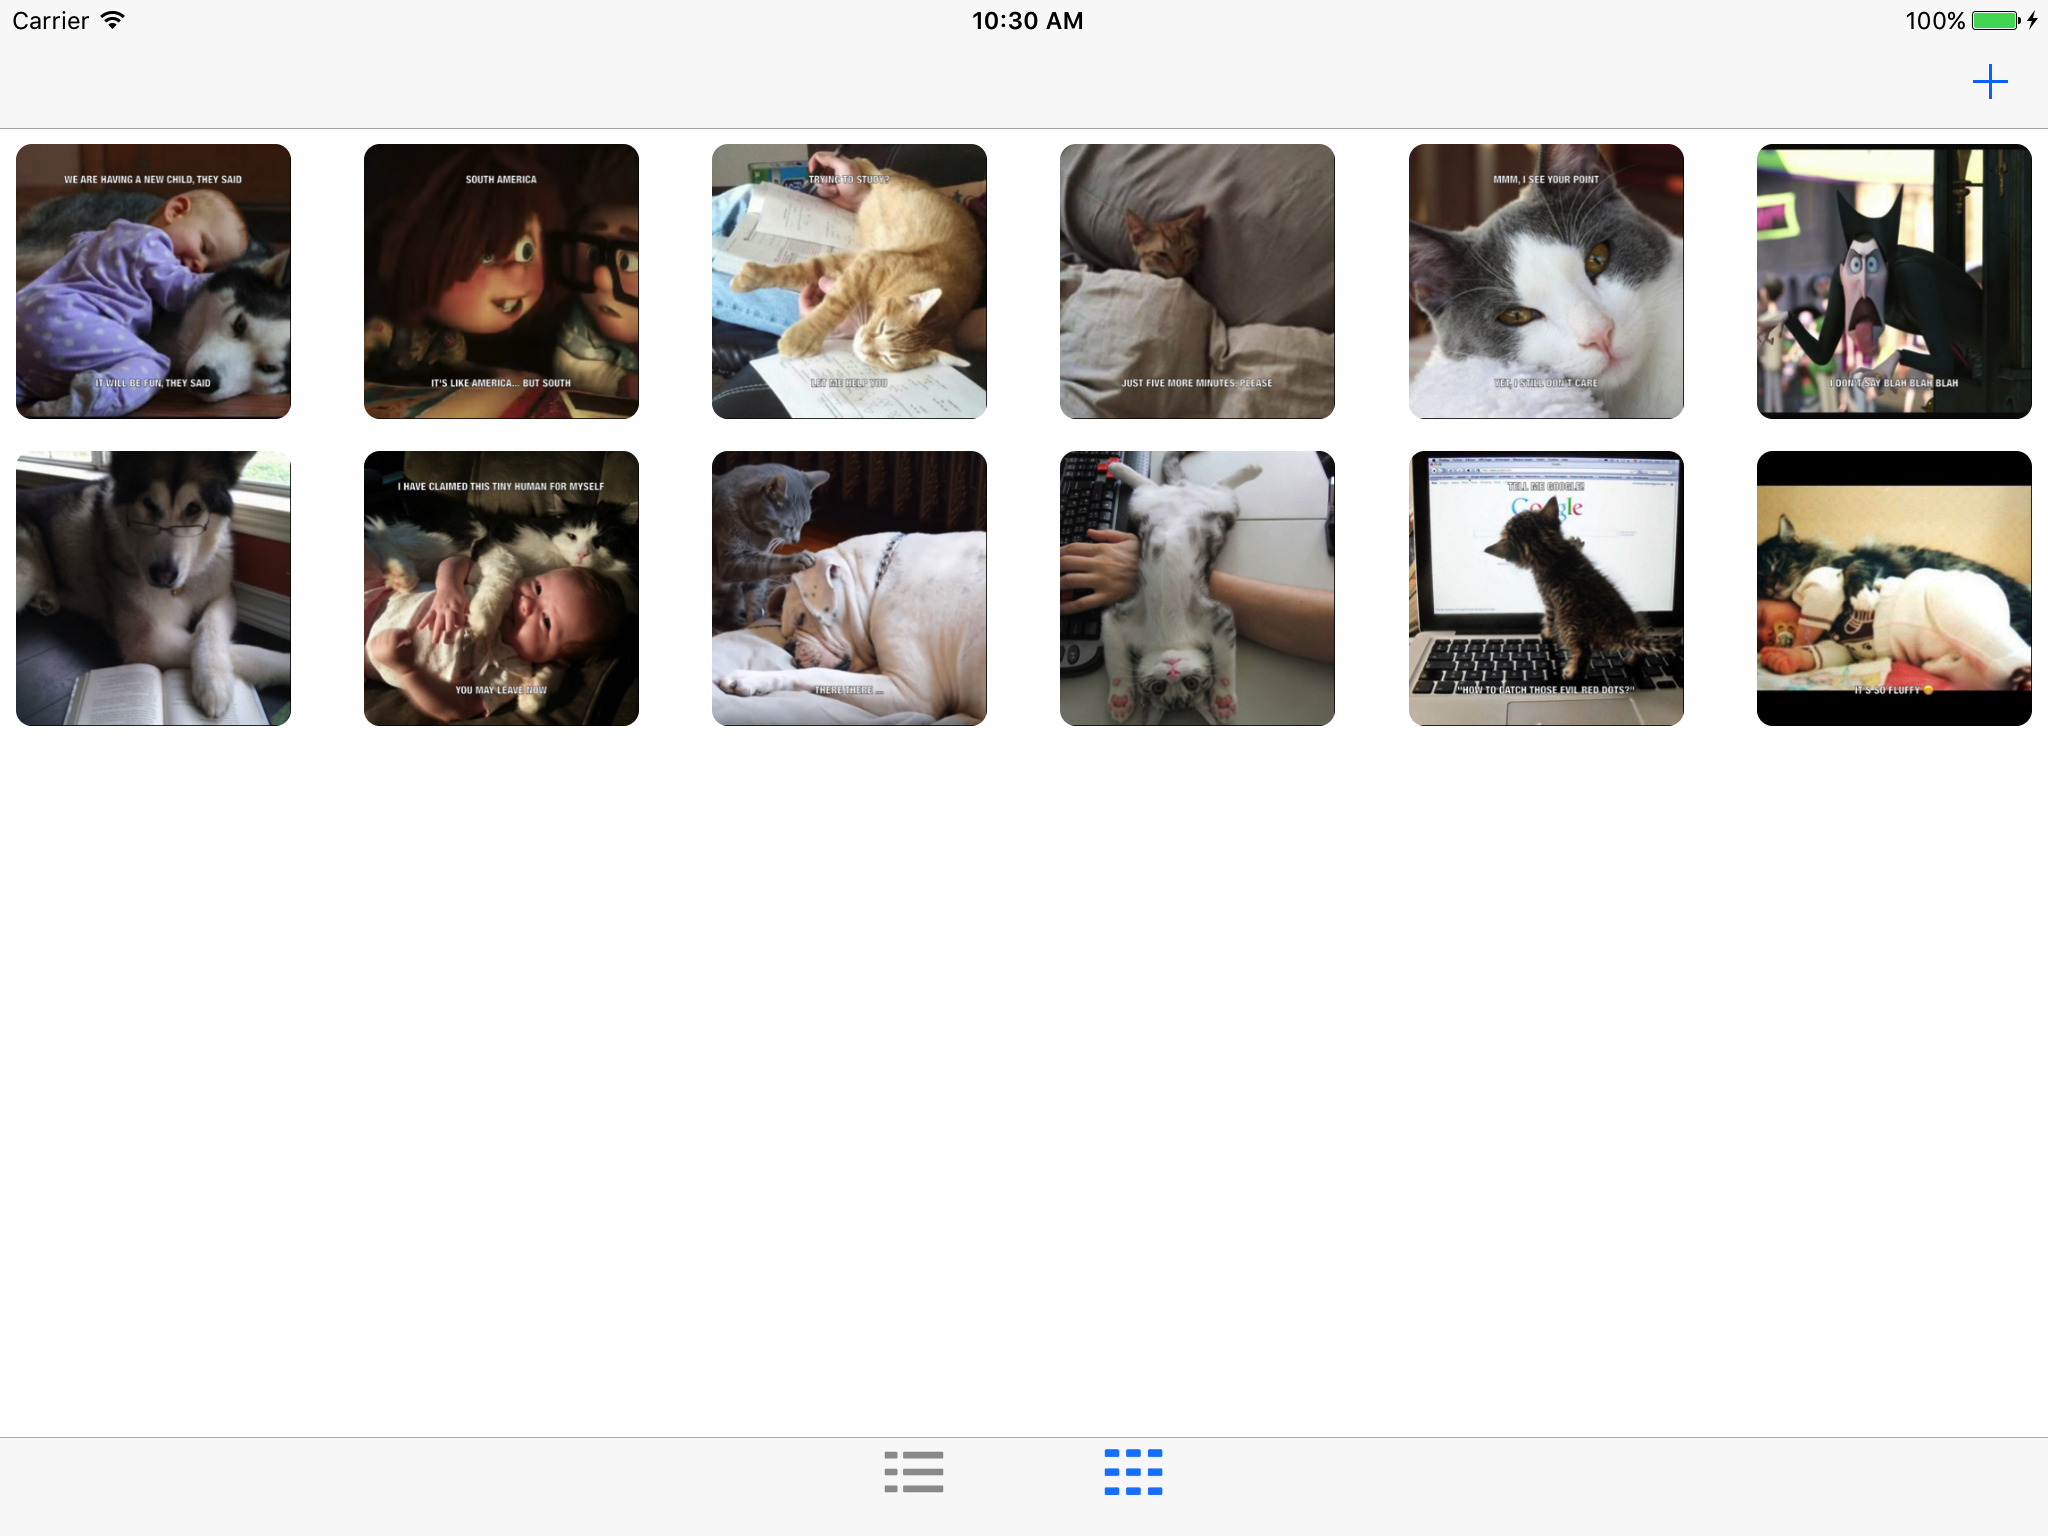 Carrier
10:30 AM
100%
WE ARE HAVING A NEW CHILD, THEY SAID
IT WILL BE FUN, THEY SAID
SOUTH AMERICA
IT'S LIKE AMERICA... BUT SOUTH
TRYING TO STUDY?
LET ME HELP YOU
JUST FIVE MORE MINUTES, PLEASE
MMM, I SEE YOUR POINT
YET, I STILL DON'T CARE
I DON'T SAY BLAH BLAH BLAH
I HAVE CLAIMED THIS TINY HUMAN FOR MYSELF
YOU MAY LEAVE NOW
THERE THERE ...
TELL ME GOOGLE!
"HOW TO CATCH THOSE EVIL RED DOTS?"
IT'S SO FLUFFY 😊